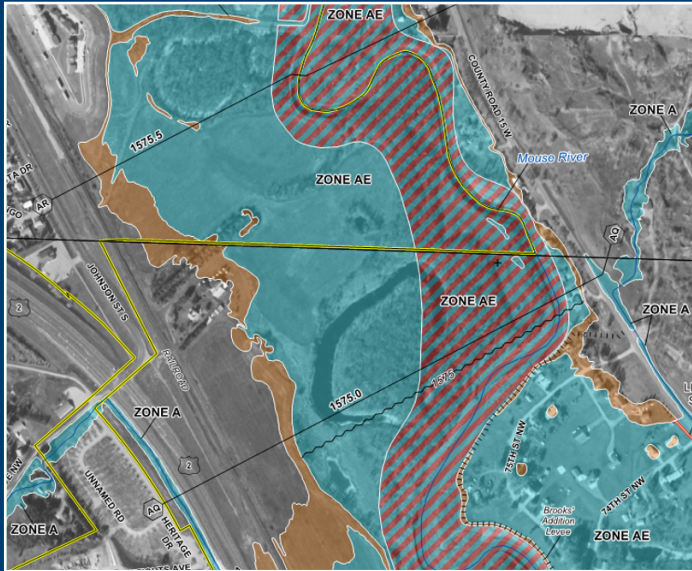 ZONE AE
COUNTY ROAD 15 W
ZONE A
1575.5
Mouse River
ZONE AE
AR
AQ
JOHNSON ST S
2
RAILROAD
ZONE AE
ZONE A
1575
1575.0
ZONE A
2
UNNAMED RD
75TH ST NW
74TH ST NW
AQ
HERITAGE
DR
Brooks'
Addition
Levee
ZONE A
ZONE AE